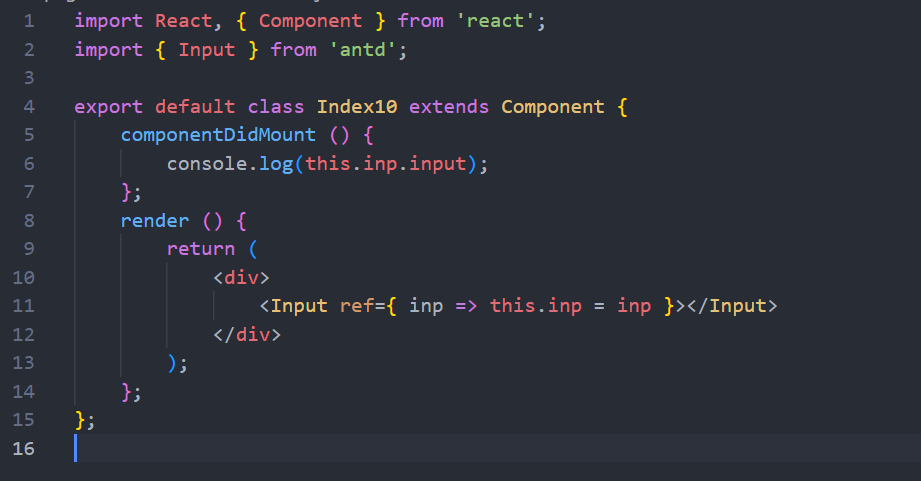 1 import React, { Component } from 'react';
2 import { Input } from 'antd';
3
4 export default class Index10 extends Component {
5     componentDidMount () {
6         console.log(this.inp.input);
7     };
8     render () {
9         return (
10             <div>
11                 <Input ref={ inp => this.inp = inp }></Input>
12             </div>
13         );
14     };
15 };
16